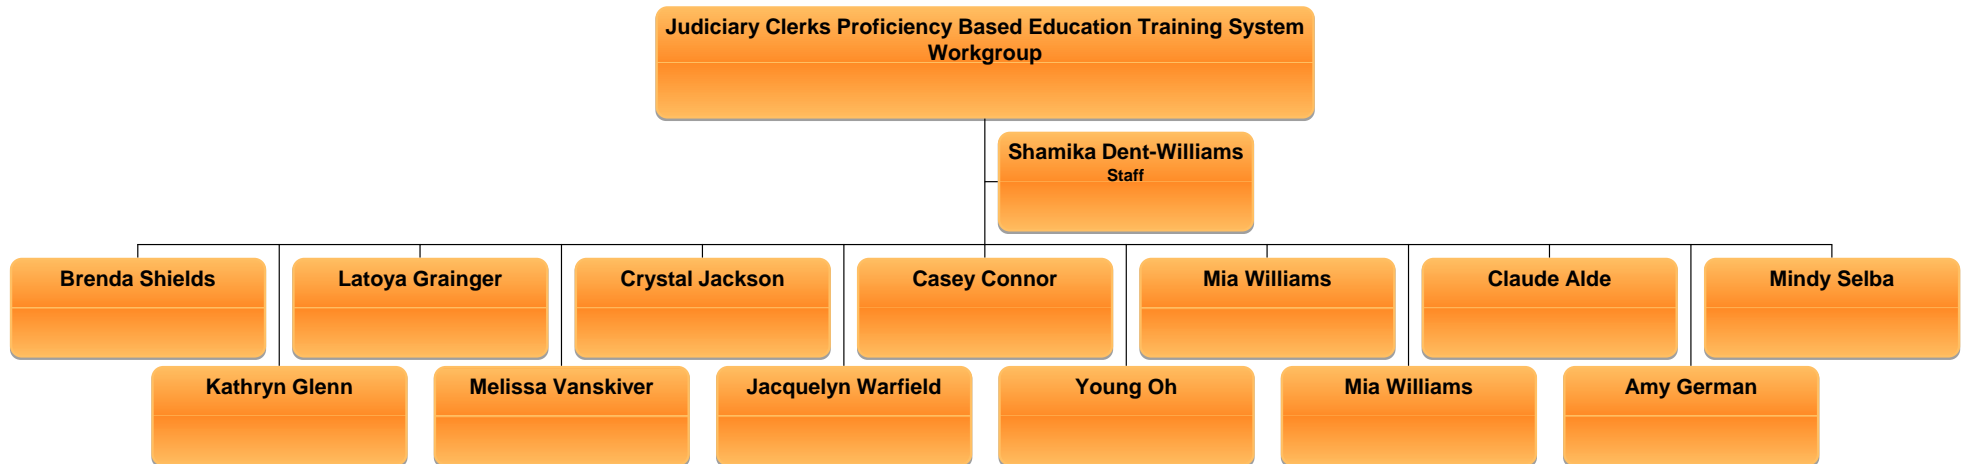 Judiciary Clerks Proficiency Based Education Training System
Workgroup
Shamika Dent-Williams
Staff
Brenda Shields
Latoya Grainger
Crystal Jackson
Casey Connor
Mia Williams
Claude Alde
Mindy Selba
Kathryn Glenn
Melissa Vanskiver
Jacquelyn Warfield
Young Oh
Mia Williams
Amy German